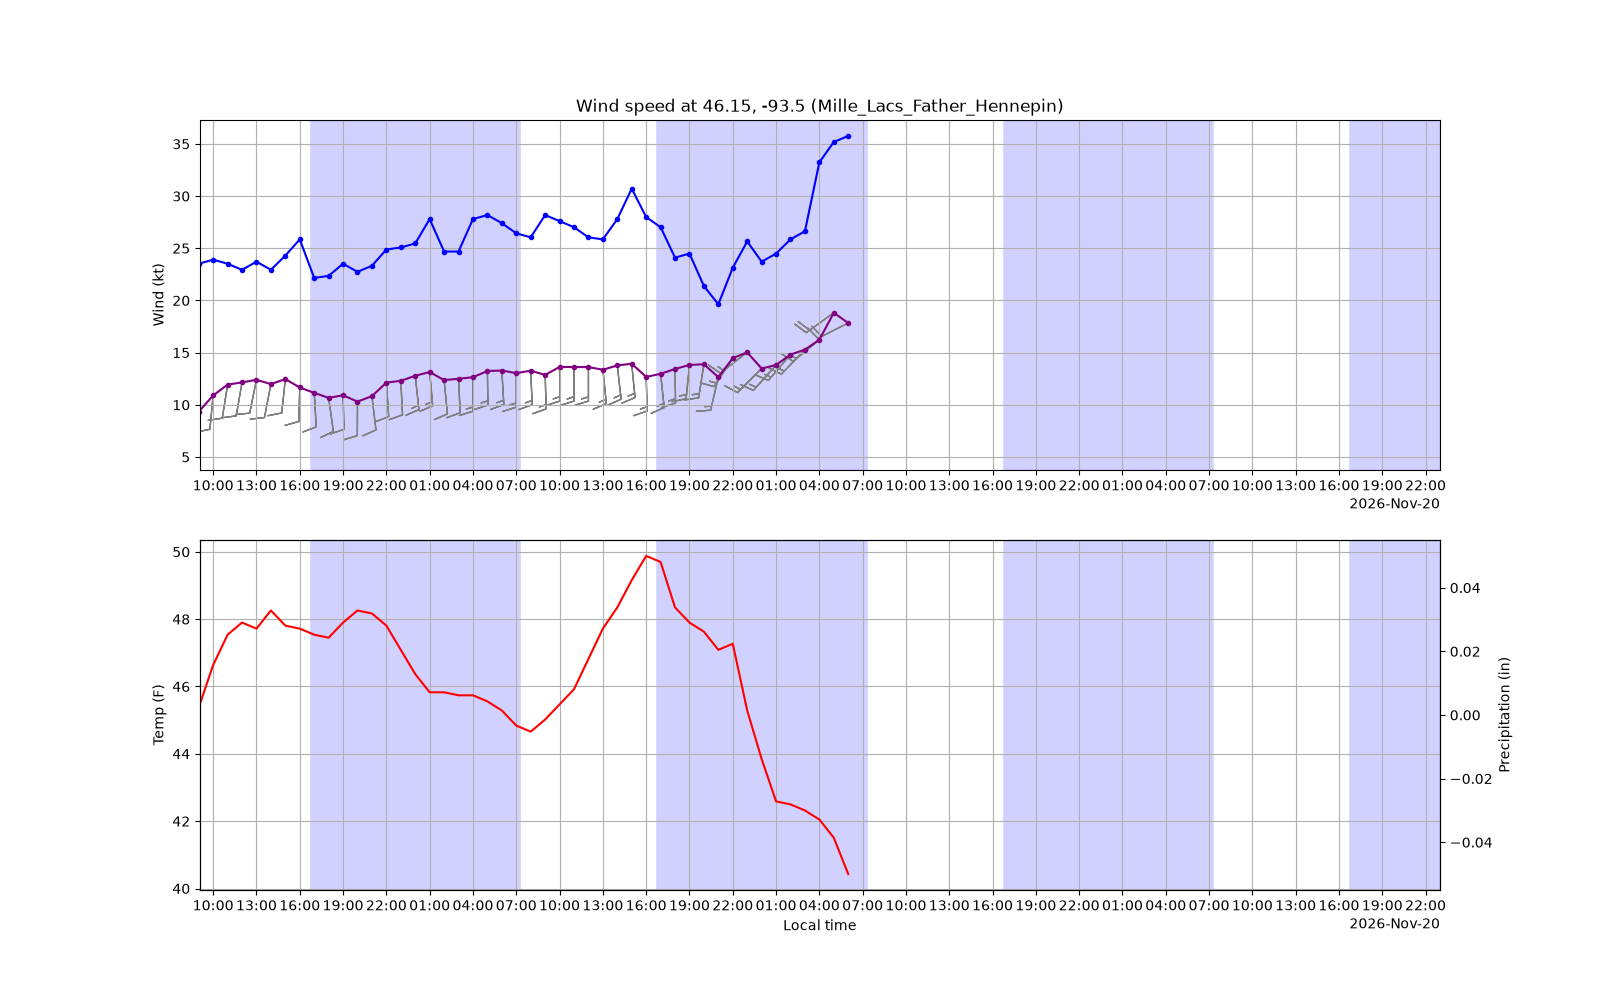 Wind speed at 46.15, -93.5 (Mille_Lacs_Father_Hennepin)
Wind (kt)
35
30
25
20
15
10
5
10:00 13:00 16:00 19:00 22:00 01:00 04:00 07:00 10:00 13:00 16:00 19:00 22:00 01:00 04:00 07:00 10:00 13:00 16:00 19:00 22:00 01:00 04:00 07:00 10:00 13:00 16:00 19:00 22:00
2026-Nov-20
Temp (F)
50
48
46
44
42
40
0.04
0.02
0.00
−0.02
−0.04
Precipitation (in)
10:00 13:00 16:00 19:00 22:00 01:00 04:00 07:00 10:00 13:00 16:00 19:00 22:00 01:00 04:00 07:00 10:00 13:00 16:00 19:00 22:00 01:00 04:00 07:00 10:00 13:00 16:00 19:00 22:00
Local time
2026-Nov-20